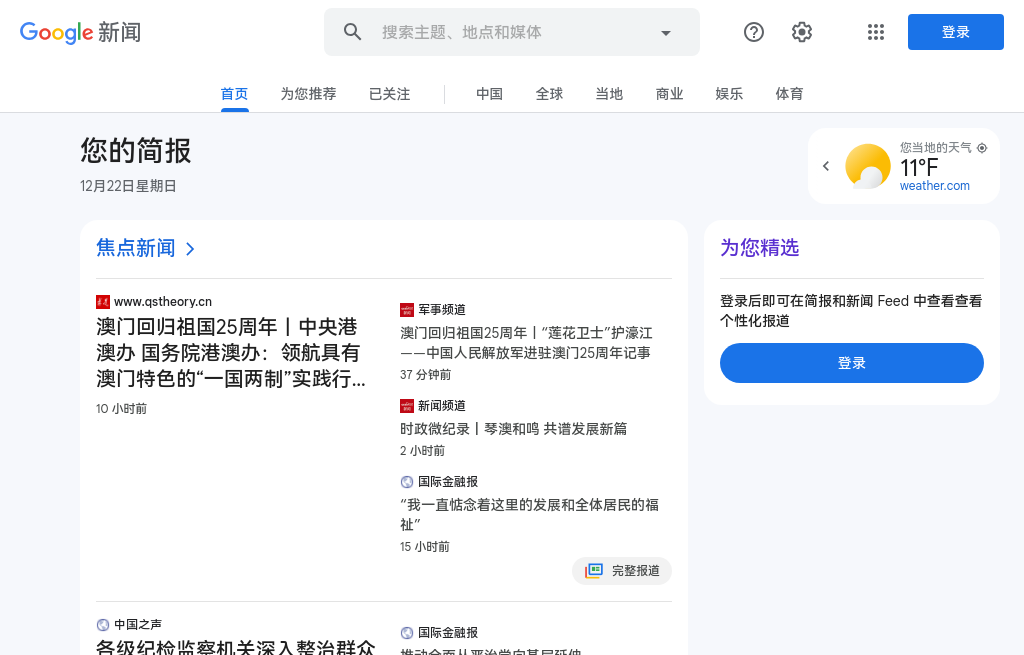 Google 新闻
搜索主题、地点和媒体
登录
首页
为您推荐
已关注
中国
全球
当地
商业
娱乐
体育
您的简报
12月22日星期日
您当地的天气
11°F
weather.com
焦点新闻
www.qstheory.cn
澳门回归祖国25周年丨中央港
澳办 国务院港澳办：领航具有
澳门特色的“一国两制”实践行...
10 小时前
军事频道
澳门回归祖国25周年丨“莲花卫士”护濠江
——中国人民解放军进驻澳门25周年记事
37 分钟前
新闻频道
时政微纪录丨琴澳和鸣 共谱发展新篇
2 小时前
国际金融报
“我一直惦念着这里的发展和全体居民的福
祉”
15 小时前
完整报道
为您精选
登录后即可在简报和新闻 Feed 中查看查看
个性化报道
登录
中国之声
各级纪检监察机关深入整治群众
国际金融报
推动全面从严治党向基层延伸